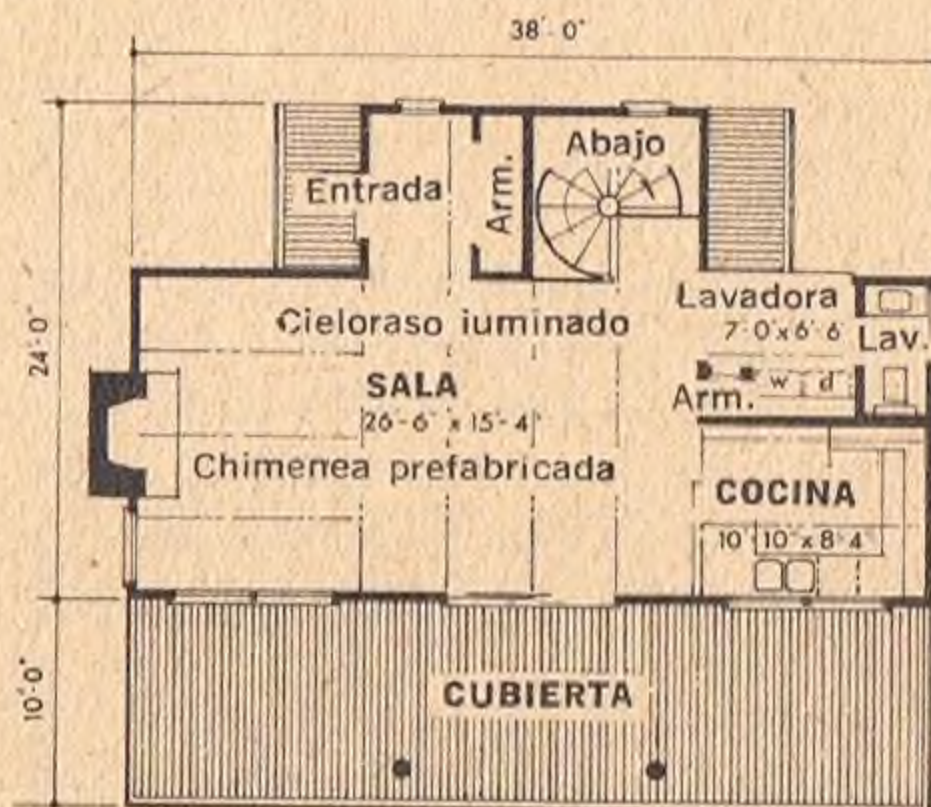 38'-0"
Abajo
Entrada
Arm.
24'-0"
Lavadora
7'-0"x6'-6
Cieloraso iuminado
Lav.
SALA
w d
Arm.
26'-6" x 15'-4"
Chimenea prefabricada
COCINA
10'-10" x 8'-4"
10'-0"
CUBIERTA